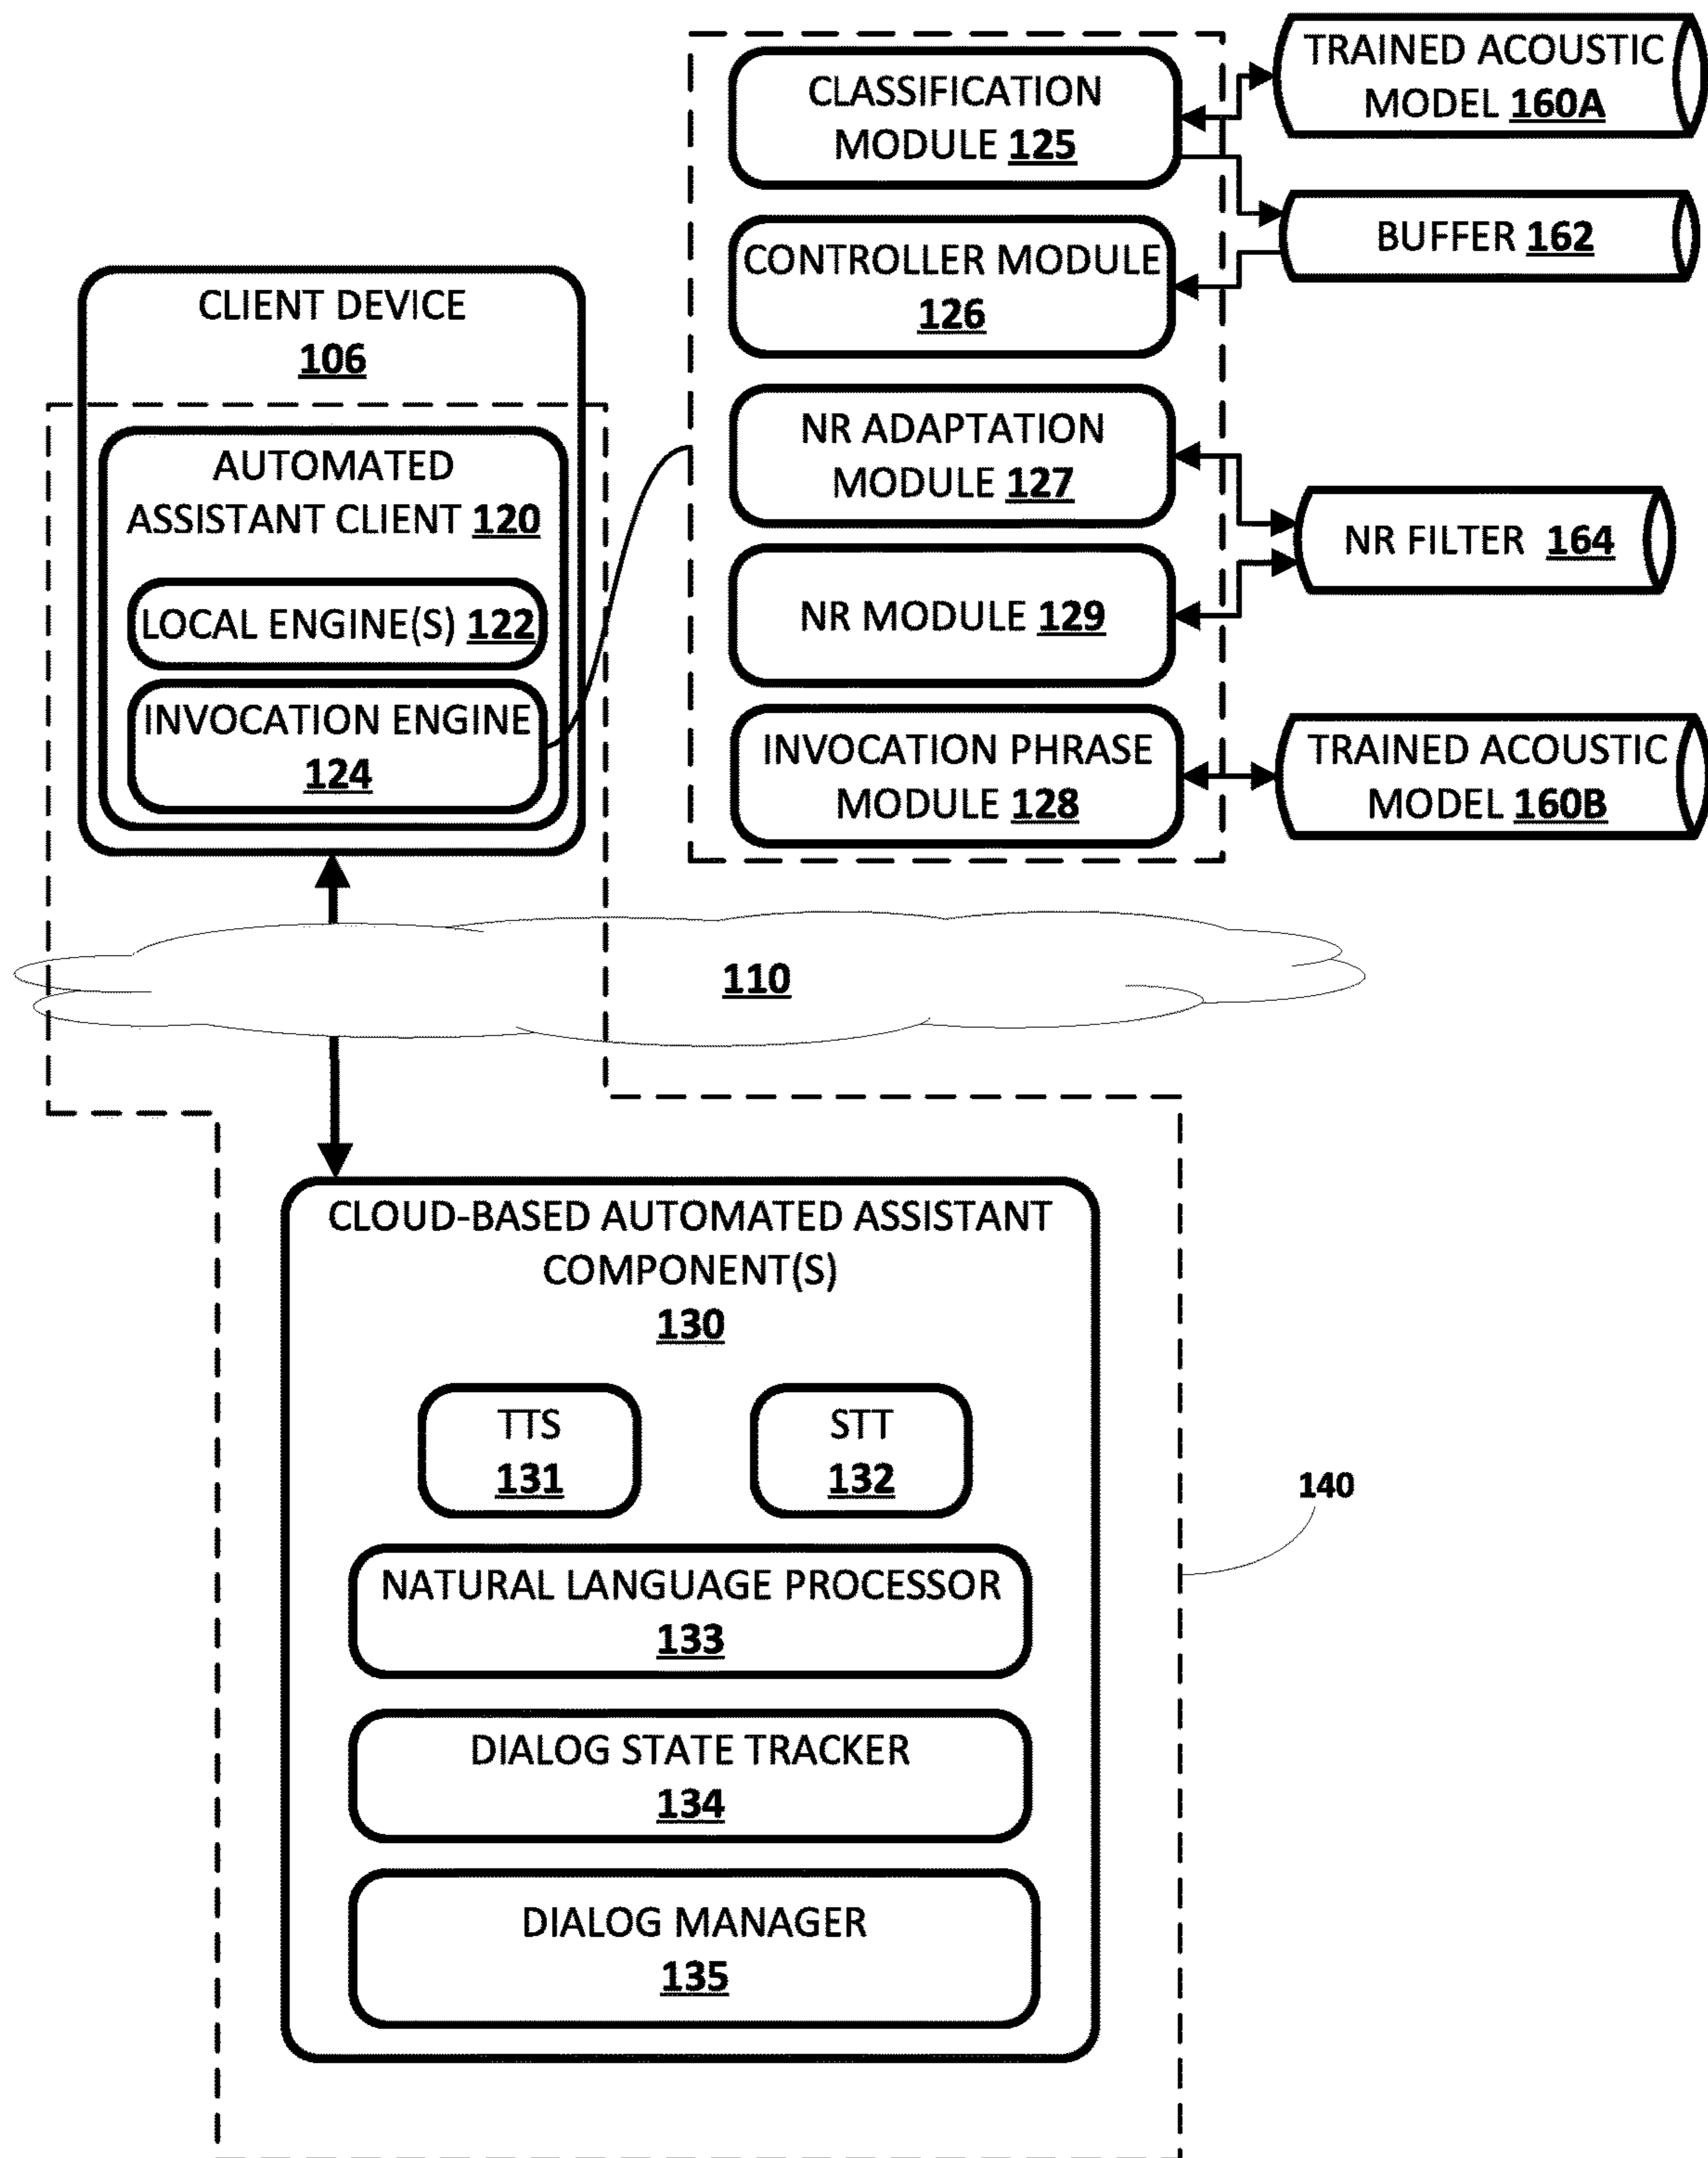 CLIENT DEVICE
106
AUTOMATED
ASSISTANT CLIENT 120
LOCAL ENGINE(S) 122
INVOCATION ENGINE
124
CLASSIFICATION
MODULE 125
CONTROLLER MODULE
126
NR ADAPTATION
MODULE 127
NR MODULE 129
INVOCATION PHRASE
MODULE 128
TRAINED ACOUSTIC
MODEL 160A
BUFFER 162
NR FILTER 164
TRAINED ACOUSTIC
MODEL 160B
110
CLOUD-BASED AUTOMATED ASSISTANT
COMPONENT(S)
130
TTS
131
STT
132
NATURAL LANGUAGE PROCESSOR
133
DIALOG STATE TRACKER
134
DIALOG MANAGER
135
140